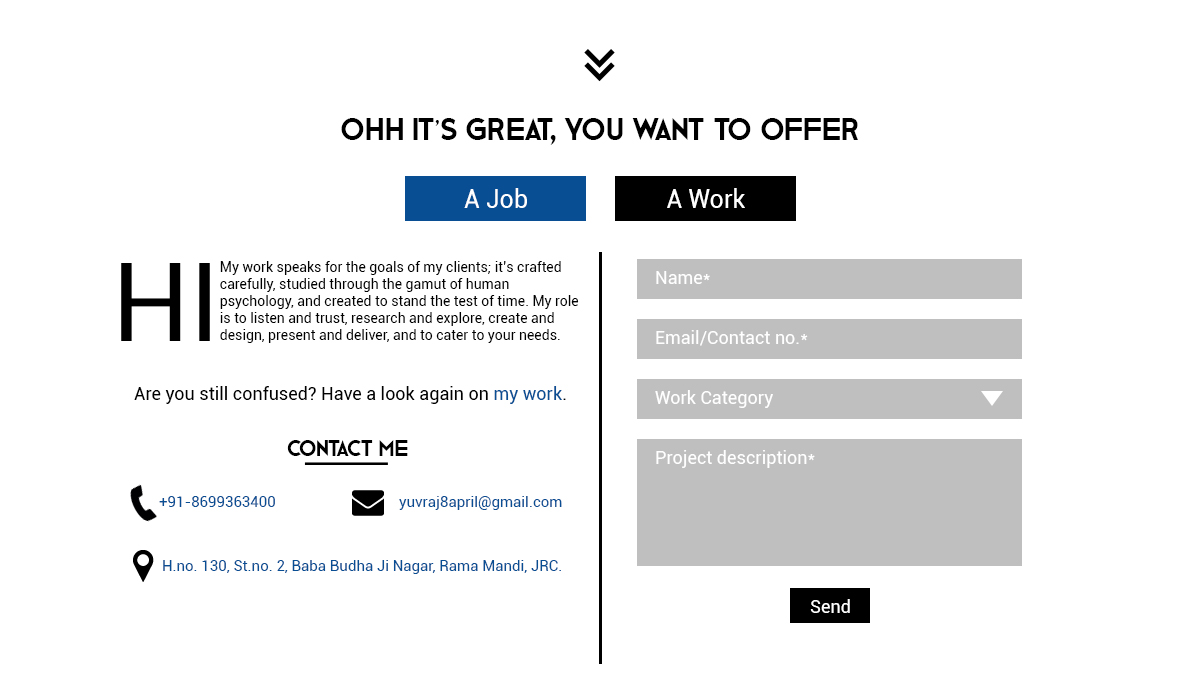 OHH IT'S GREAT, YOU WANT TO OFFER
A Job
A Work
HI
My work speaks for the goals of my clients; it's crafted
carefully, studied through the gamut of human
psychology, and created to stand the test of time. My role
is to listen and trust, research and explore, create and
design, present and deliver, and to cater to your needs.
Are you still confused? Have a look again on my work.
CONTACT ME
+91-8699363400
yuvraj8april@gmail.com
H.no. 130, St.no. 2, Baba Budha Ji Nagar, Rama Mandi, JRC.
Name*
Email/Contact no.*
Work Category
Project description*
Send